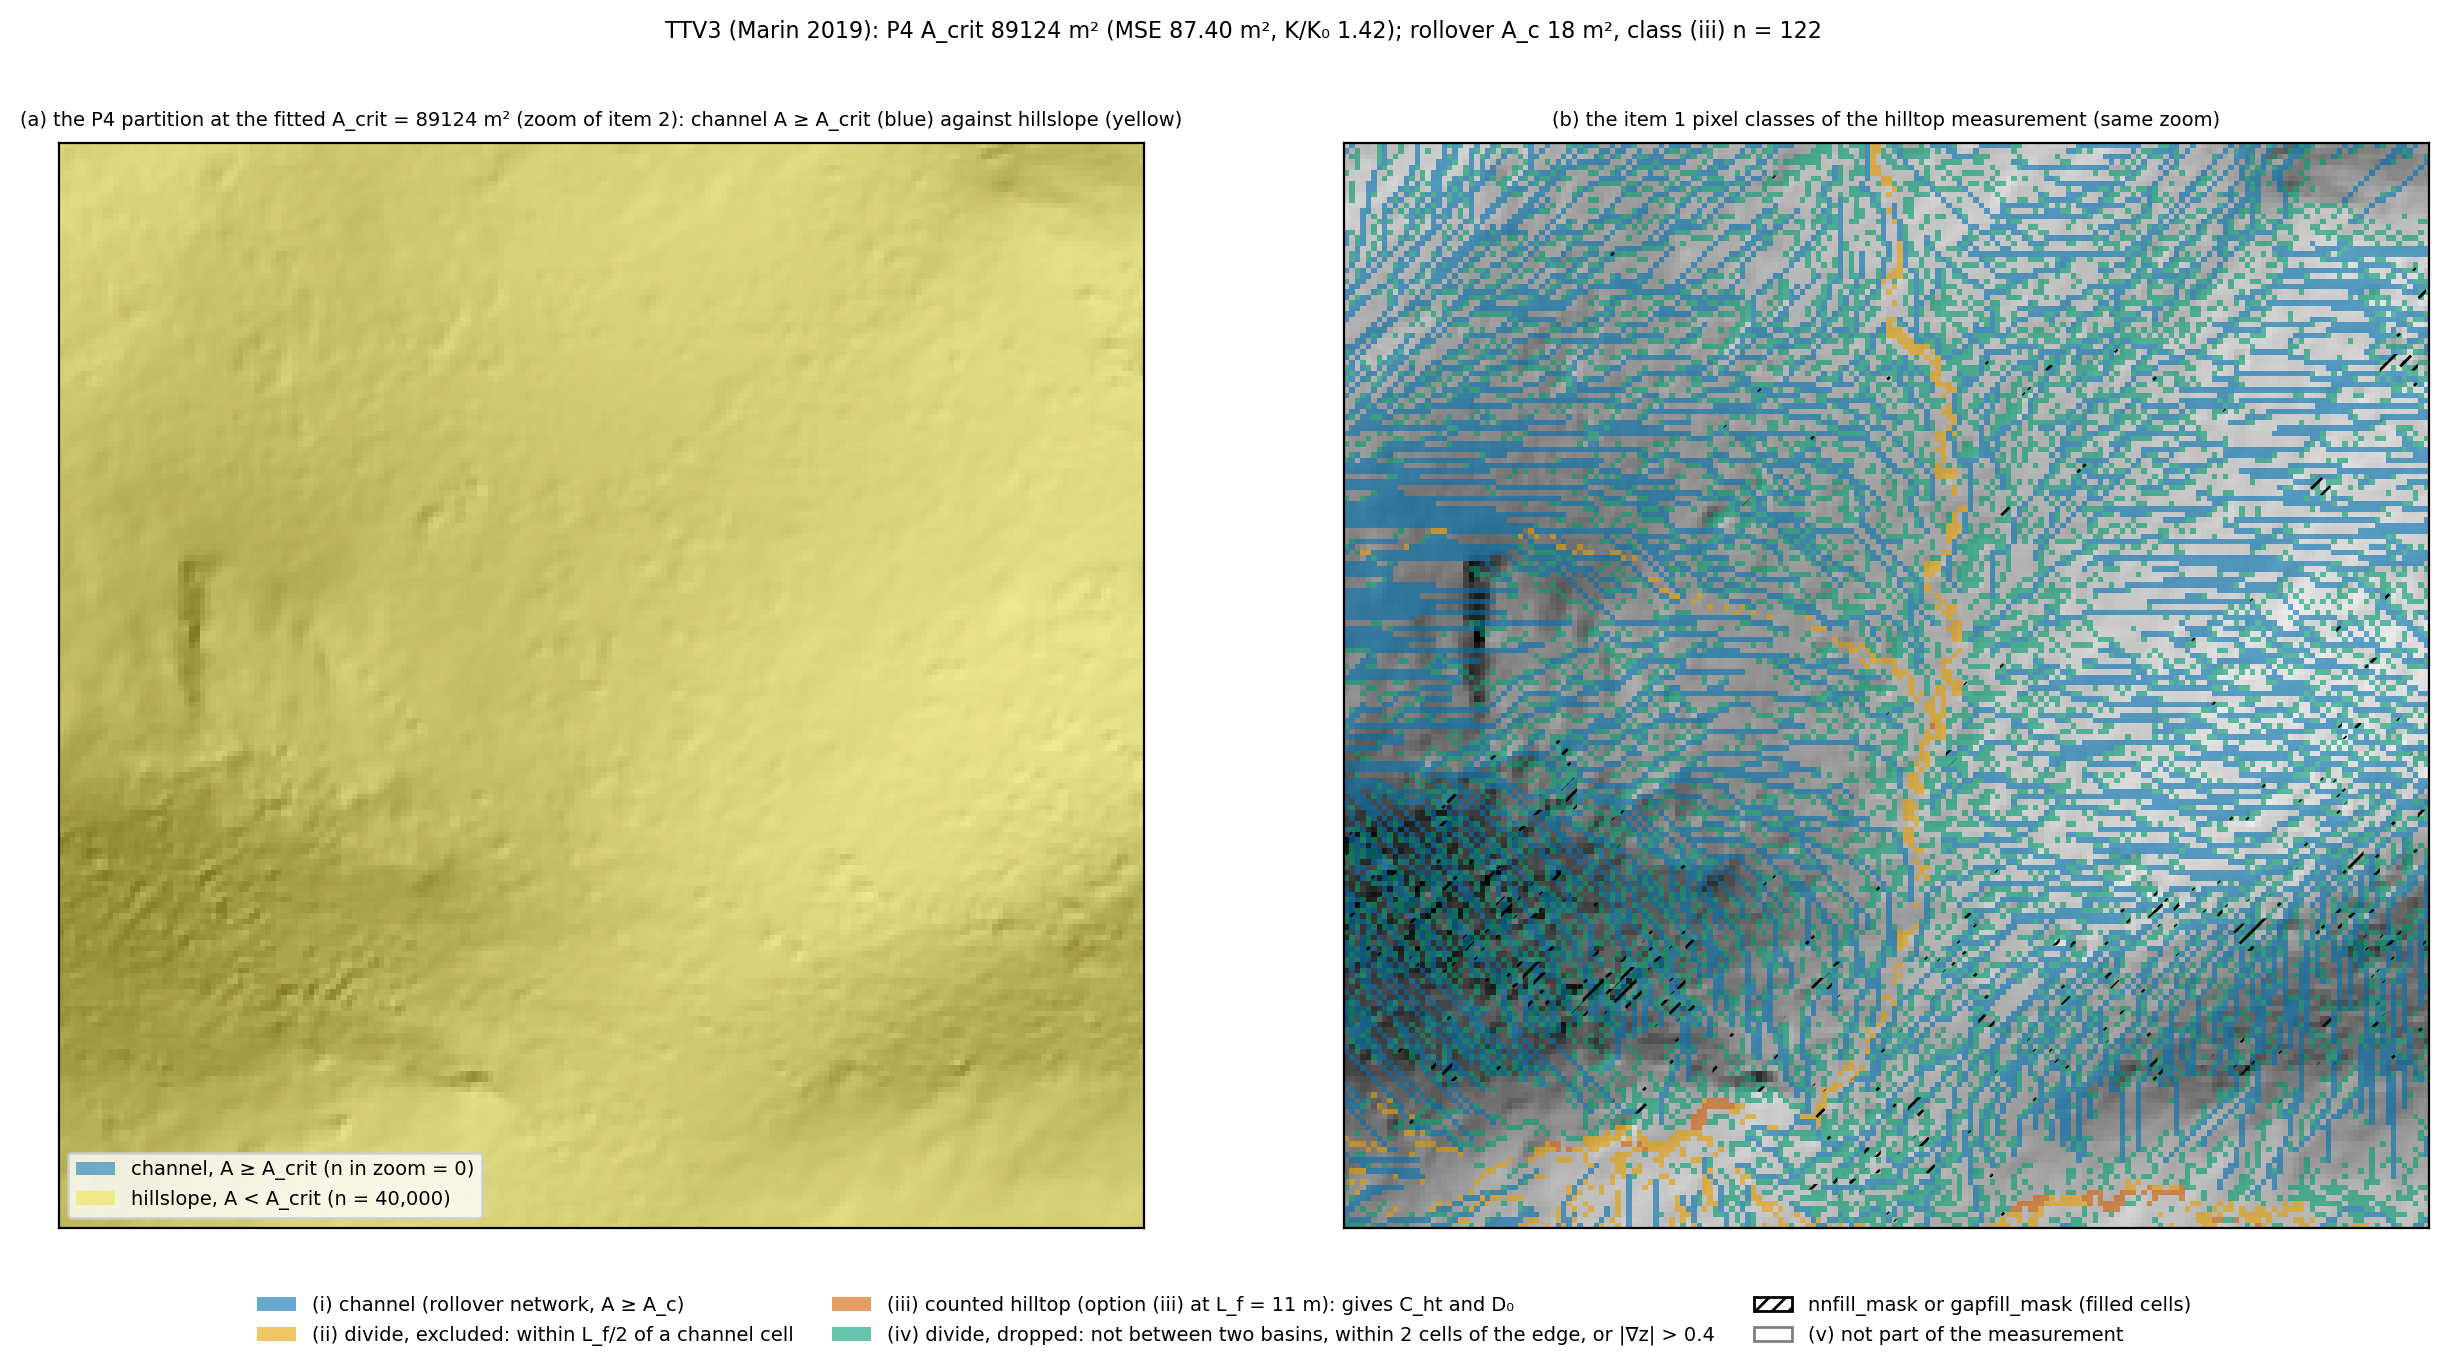 TTV3 (Marin 2019): P4 A_crit 89124 m² (MSE 87.40 m², K/K₀ 1.42); rollover A_c 18 m², class (iii) n = 122
(a) the P4 partition at the fitted A_crit = 89124 m² (zoom of item 2): channel A ≥ A_crit (blue) against hillslope (yellow)
(b) the item 1 pixel classes of the hilltop measurement (same zoom)
channel, A ≥ A_crit (n in zoom = 0)
hillslope, A < A_crit (n = 40,000)
(i) channel (rollover network, A ≥ A_c)
(ii) divide, excluded: within L_f/2 of a channel cell
(iii) counted hilltop (option (iii) at L_f = 11 m): gives C_ht and D₀
(iv) divide, dropped: not between two basins, within 2 cells of the edge, or |∇z| > 0.4
nnfill_mask or gapfill_mask (filled cells)
(v) not part of the measurement